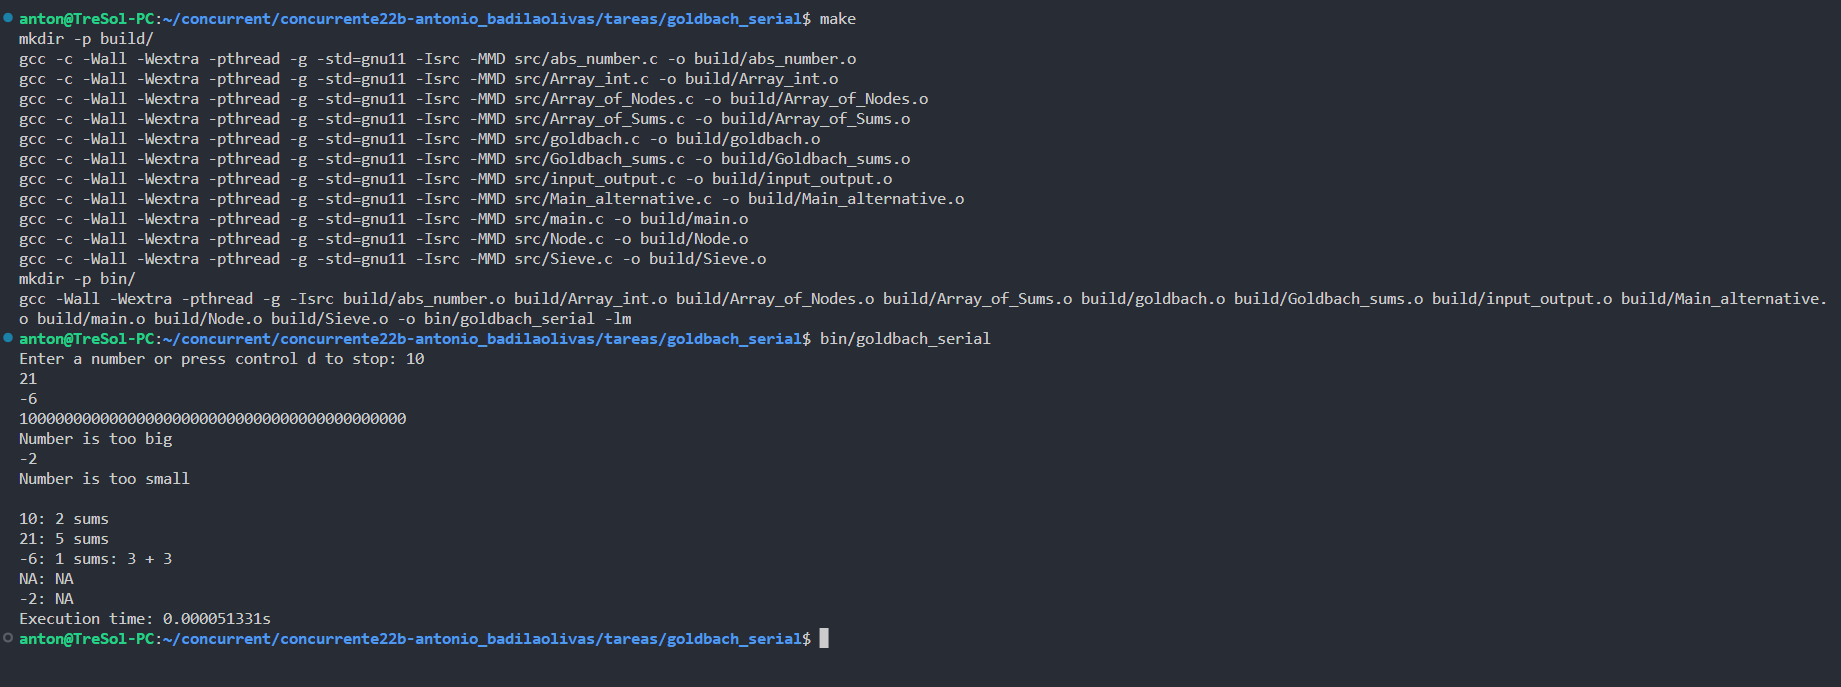 anton@TreSol-PC:~/concurrent/concurrente22b-antonio_badilaolivas/tareas/goldbach_serial$ make
mkdir -p build/
gcc -c -Wall -Wextra -pthread -g -std=gnu11 -Isrc -MMD src/abs_number.c -o build/abs_number.o
gcc -c -Wall -Wextra -pthread -g -std=gnu11 -Isrc -MMD src/Array_int.c -o build/Array_int.o
gcc -c -Wall -Wextra -pthread -g -std=gnu11 -Isrc -MMD src/Array_of_Nodes.c -o build/Array_of_Nodes.o
gcc -c -Wall -Wextra -pthread -g -std=gnu11 -Isrc -MMD src/Array_of_Sums.c -o build/Array_of_Sums.o
gcc -c -Wall -Wextra -pthread -g -std=gnu11 -Isrc -MMD src/goldbach.c -o build/goldbach.o
gcc -c -Wall -Wextra -pthread -g -std=gnu11 -Isrc -MMD src/Goldbach_sums.c -o build/Goldbach_sums.o
gcc -c -Wall -Wextra -pthread -g -std=gnu11 -Isrc -MMD src/input_output.c -o build/input_output.o
gcc -c -Wall -Wextra -pthread -g -std=gnu11 -Isrc -MMD src/Main_alternative.c -o build/Main_alternative.o
gcc -c -Wall -Wextra -pthread -g -std=gnu11 -Isrc -MMD src/main.c -o build/main.o
gcc -c -Wall -Wextra -pthread -g -std=gnu11 -Isrc -MMD src/Node.c -o build/Node.o
gcc -c -Wall -Wextra -pthread -g -std=gnu11 -Isrc -MMD src/Sieve.c -o build/Sieve.o
mkdir -p bin/
gcc -Wall -Wextra -pthread -g -Isrc build/abs_number.o build/Array_int.o build/Array_of_Nodes.o build/Array_of_Sums.o build/goldbach.o build/Goldbach_sums.o build/input_output.o build/Main_alternative.
o build/main.o build/Node.o build/Sieve.o -o bin/goldbach_serial -lm
anton@TreSol-PC:~/concurrent/concurrente22b-antonio_badilaolivas/tareas/goldbach_serial$ bin/goldbach_serial
Enter a number or press control d to stop: 10
21
-6
1000000000000000000000000000000000000000000
Number is too big
-2
Number is too small
10: 2 sums
21: 5 sums
-6: 1 sums: 3 + 3
NA: NA
-2: NA
Execution time: 0.000051331s
anton@TreSol-PC:~/concurrent/concurrente22b-antonio_badilaolivas/tareas/goldbach_serial$